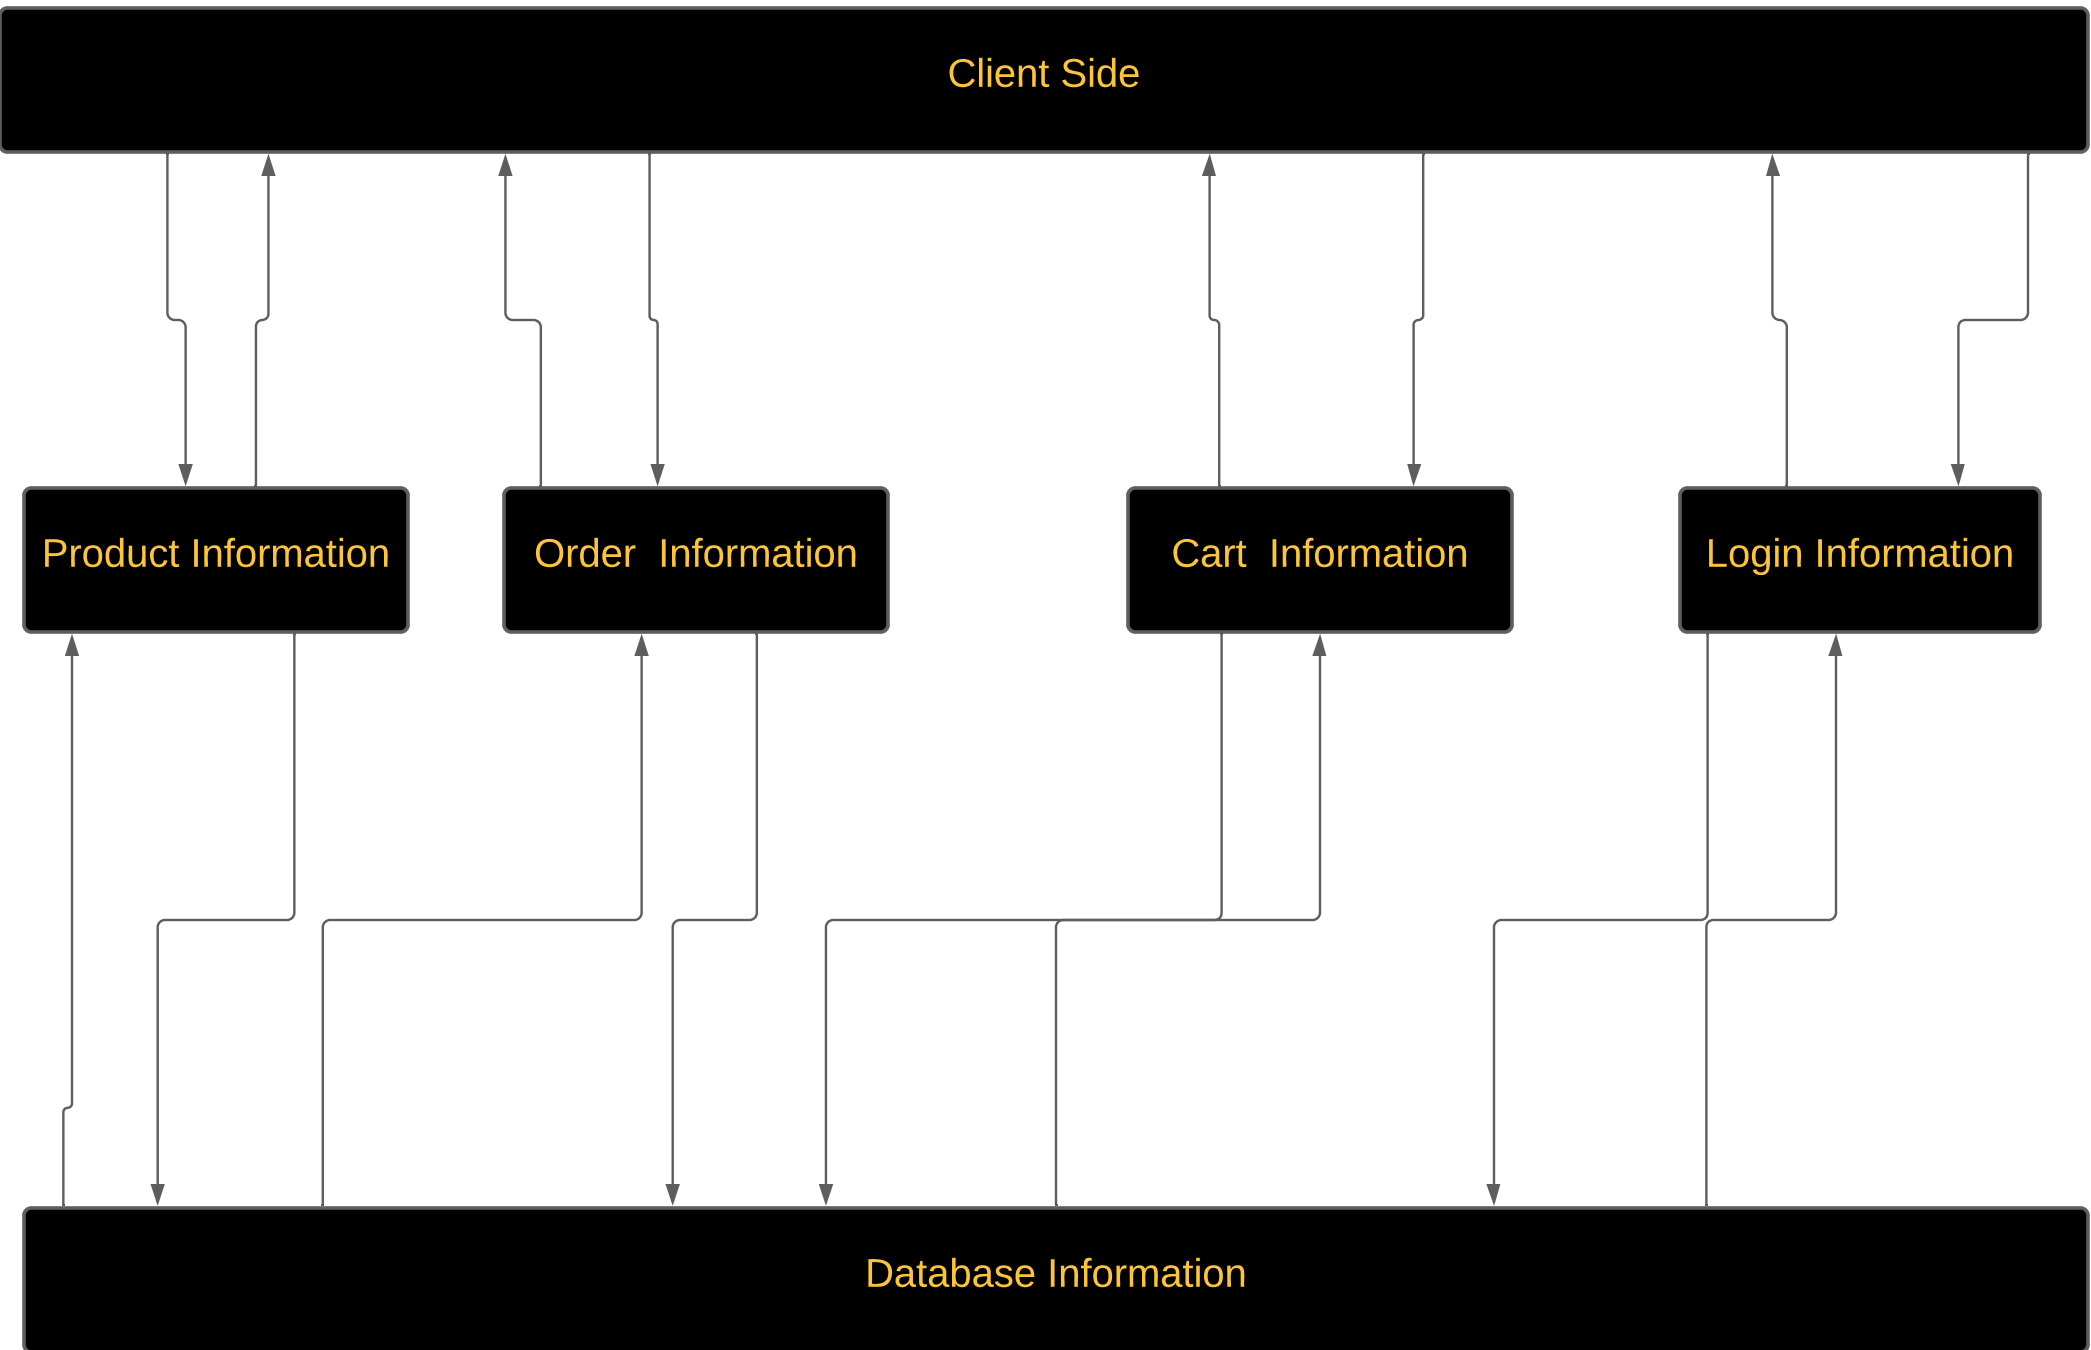 Client Side
Product Information
Order  Information
Cart  Information
Login Information
Database Information